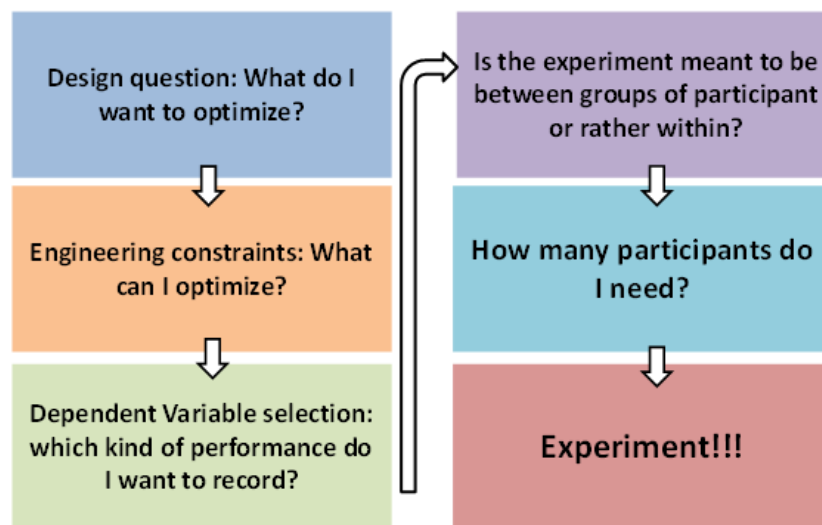 Design question: What do I
want to optimize?
Engineering constraints: What
can I optimize?
Dependent Variable selection:
which kind of performance do
I want to record?
Is the experiment meant to be
between groups of participant
or rather within?
How many participants do
I need?
Experiment!!!